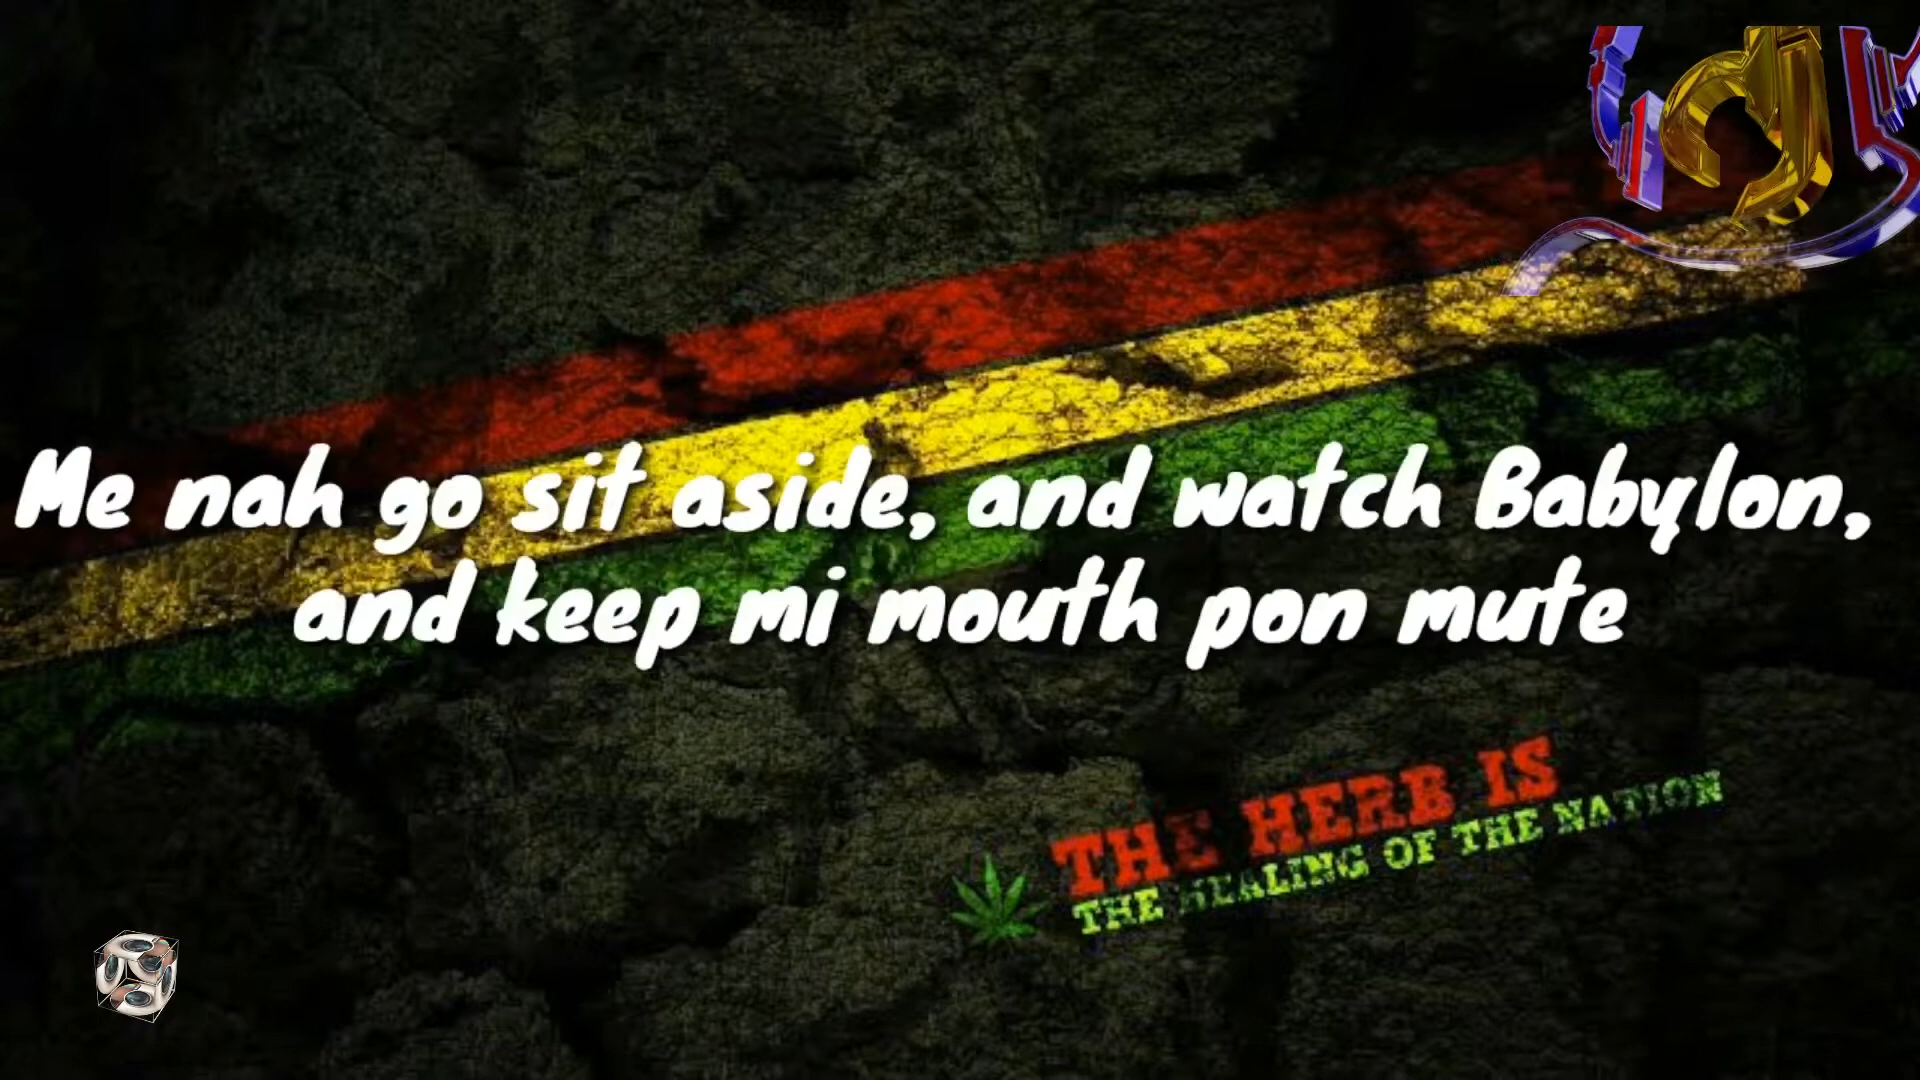 Me nah go sit aside, and watch Babylon,
and keep mi mouth pon mute
THE HERB IS
THE HEALING OF THE NATION